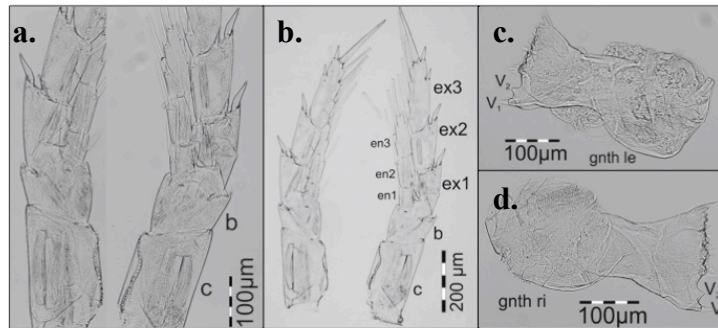 a.
b
c
100µm
b.
ex3
ex2
ex1
en3
en2
en1
b
c
200 µm
c.
V₂
V₁
100µm
gnth le
d.
gnth ri
100µm
V
V